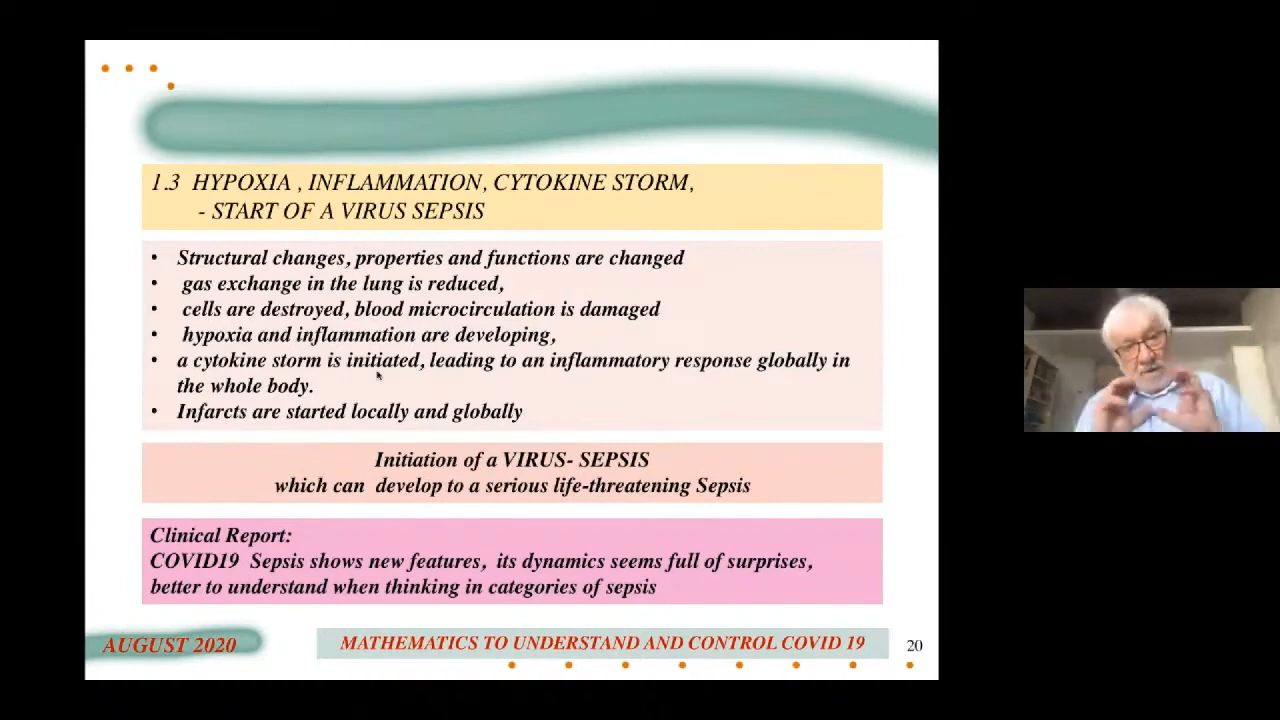 1.3 HYPOXIA , INFLAMMATION, CYTOKINE STORM,
- START OF A VIRUS SEPSIS
• Structural changes, properties and functions are changed
• gas exchange in the lung is reduced,
• cells are destroyed, blood microcirculation is damaged
• hypoxia and inflammation are developing,
• a cytokine storm is initiated, leading to an inflammatory response globally in
the whole body.
• Infarcts are started locally and globally
Initiation of a VIRUS- SEPSIS
which can develop to a serious life-threatening Sepsis
Clinical Report:
COVID19 Sepsis shows new features, its dynamics seems full of surprises,
better to understand when thinking in categories of sepsis
AUGUST 2020
MATHEMATICS TO UNDERSTAND AND CONTROL COVID 19
20